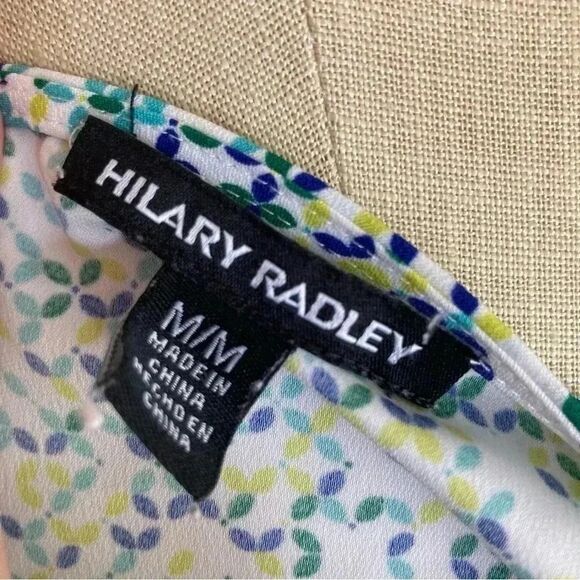 HILARY RADLEY
M/M
MADE IN
CHINA
HECHO EN
CHINA